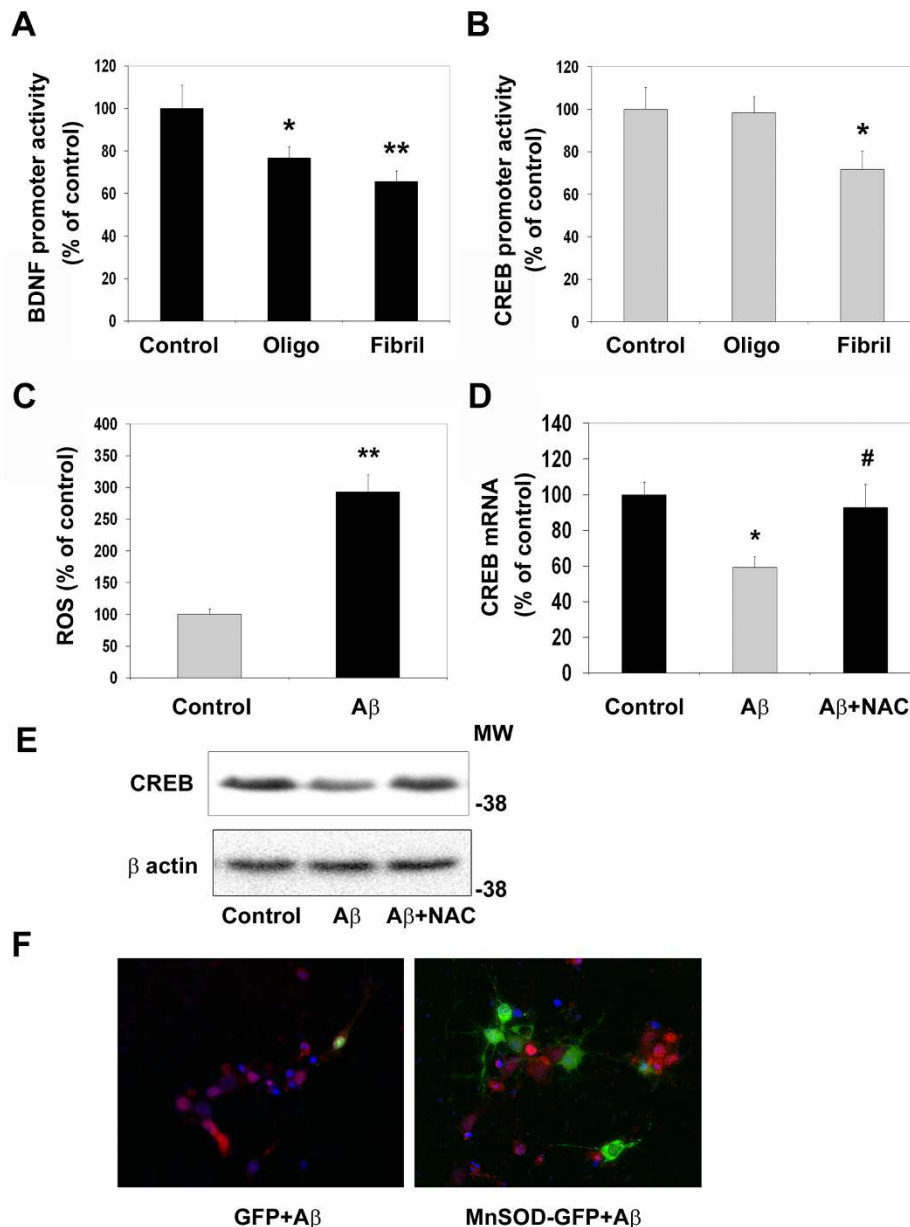 A
BDNF promoter activity
(% of control)
120
100
80
60
40
20
0
*
**
Control Oligo Fibril
B
CREB promoter activity
(% of control)
120
100
80
60
40
20
0
*
Control Oligo Fibril
C
ROS (% of control)
400
350
300
250
200
150
100
50
0
**
Control Aβ
D
CREB mRNA
(% of control)
140
120
100
80
60
40
20
0
*
#
Control Aβ Aβ+NAC
E
MW
CREB
-38
β actin
-38
Control Aβ Aβ+NAC
F
GFP+Aβ
MnSOD-GFP+Aβ